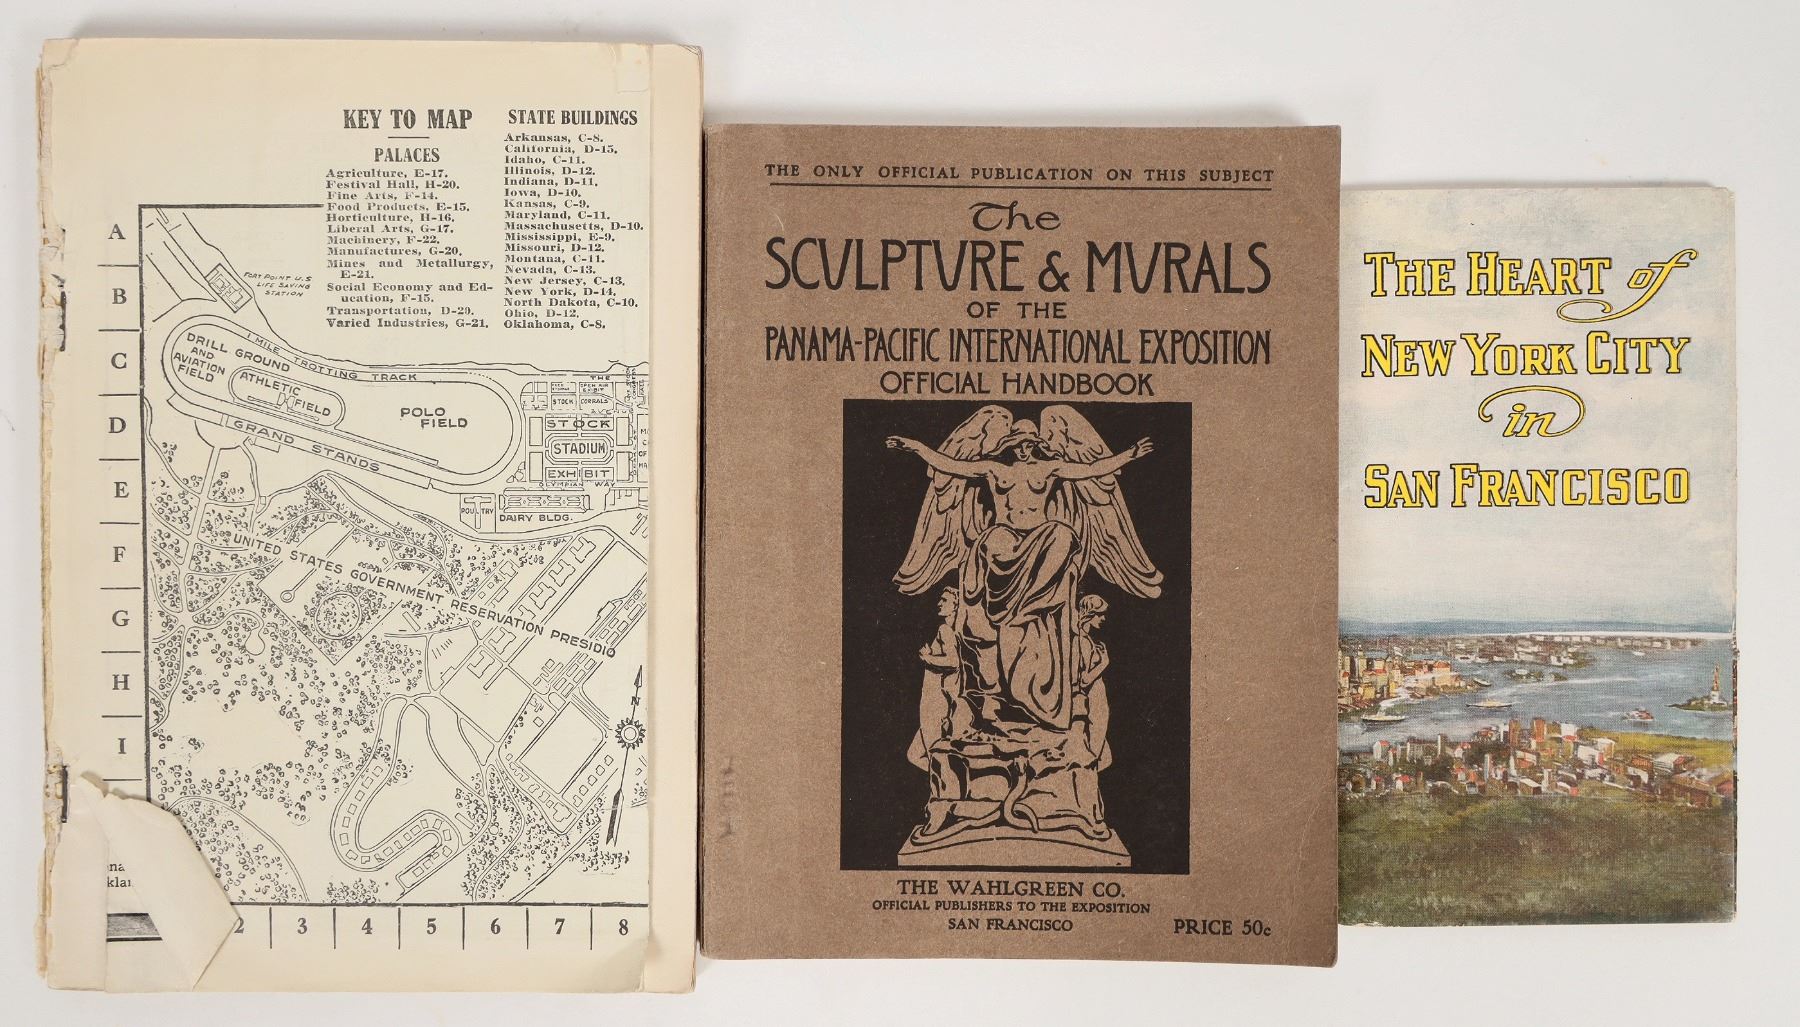 KEY TO MAP
PALACES
Agriculture, E-17.
Festival Hall, H-20.
Fine Arts, F-14.
Food Products, E-15.
Horticulture, H-16.
Liberal Arts, G-17.
Machinery, F-22.
Manufactures, G-20.
Mines and Metallurgy,
E-21.
Social Economy and Ed-
ucation, F-15.
Transportation, D-20.
Varied Industries, G-21.
STATE BUILDINGS
Arkansas, C-8.
California, D-15.
Idaho, C-11.
Illinois, D-12.
Indiana, D-11.
Iowa, D-10.
Kansas, C-9.
Maryland, C-11.
Massachusetts, D-10.
Mississippi, E-9.
Missouri, D-12.
Montana, C-11.
Nevada, C-13.
New Jersey, C-13.
New York, D-14.
North Dakota, C-10.
Ohio, D-12.
Oklahoma, C-8.
A
B
C
D
E
F
G
H
I
FORT POINT U.S
LIFE SAVING
STATION
1 MILE TROTTING TRACK
DRILL GROUND
AND
AVIATION
FIELD
ATHLETIC
FIELD
POLO
FIELD
GRAND STANDS
THE
OPEN AIR
EXHIBIT
STOCK CORRALS
AVE
STOCK
STADIUM
EXHIBIT
OLYMPIAN WAY
POULTRY
DAIRY BLDG.
UNITED STATES GOVERNMENT RESERVATION PRESIDIO
N
2 3 4 5 6 7 8
THE ONLY OFFICIAL PUBLICATION ON THIS SUBJECT
The
SCULPTURE & MURALS
OF THE
PANAMA-PACIFIC INTERNATIONAL EXPOSITION
OFFICIAL HANDBOOK
THE WAHLGREEN CO.
OFFICIAL PUBLISHERS TO THE EXPOSITION
SAN FRANCISCO
PRICE 50c
THE HEART of
NEW YORK CITY
in
SAN FRANCISCO